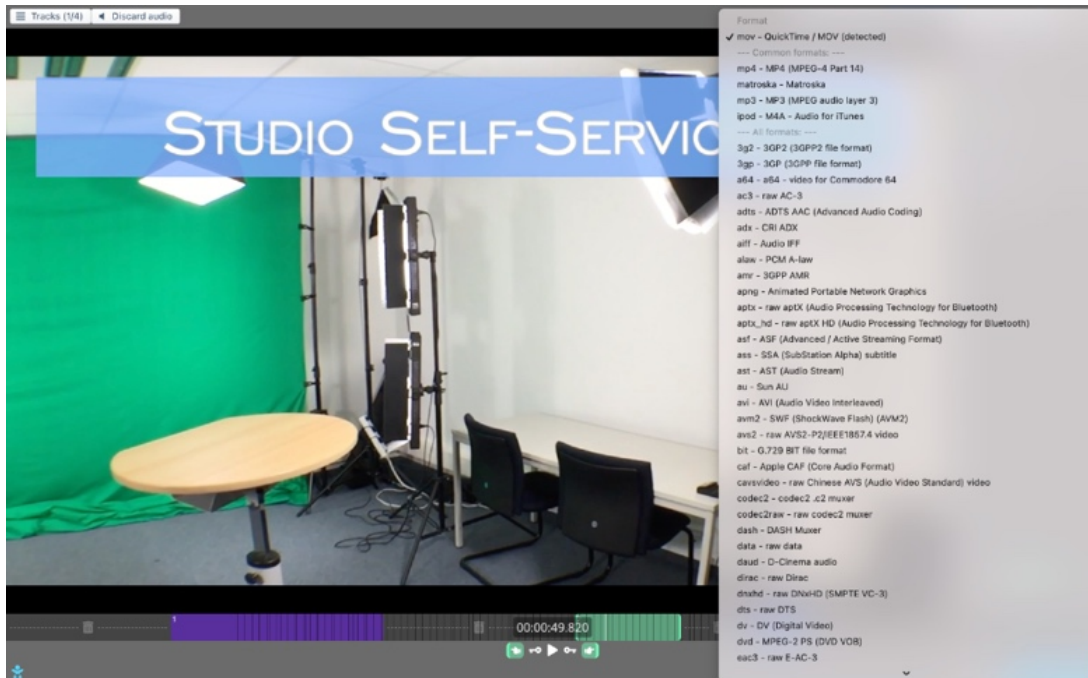 Tracks (1/4) Discard audio
STUDIO SELF-SERVIC
1
00:00:49.820
Format
mov - QuickTime / MOV (detected)
--- Common formats: ---
mp4 - MP4 (MPEG-4 Part 14)
matroska - Matroska
mp3 - MP3 (MPEG audio layer 3)
ipod - M4A - Audio for iTunes
--- All formats: ---
3g2 - 3GP2 (3GPP2 file format)
3gp - 3GP (3GPP file format)
a64 - a64 - video for Commodore 64
ac3 - raw AC-3
adts - ADTS AAC (Advanced Audio Coding)
adx - CRI ADX
aiff - Audio IFF
alaw - PCM A-law
amr - 3GPP AMR
apng - Animated Portable Network Graphics
aptx - raw aptX (Audio Processing Technology for Bluetooth)
aptx_hd - raw aptX HD (Audio Processing Technology for Bluetooth)
asf - ASF (Advanced / Active Streaming Format)
ass - SSA (SubStation Alpha) subtitle
ast - AST (Audio Stream)
au - Sun AU
avi - AVI (Audio Video Interleaved)
avm2 - SWF (ShockWave Flash) (AVM2)
avs2 - raw AVS2-P2/IEEE1857.4 video
bit - G.729 BIT file format
caf - Apple CAF (Core Audio Format)
cavsvideo - raw Chinese AVS (Audio Video Standard) video
codec2 - codec2 .c2 muxer
codec2raw - raw codec2 muxer
dash - DASH Muxer
data - raw data
daud - D-Cinema audio
dirac - raw Dirac
dnxhd - raw DNxHD (SMPTE VC-3)
dts - raw DTS
dv - DV (Digital Video)
dvd - MPEG-2 PS (DVD VOB)
eac3 - raw E-AC-3